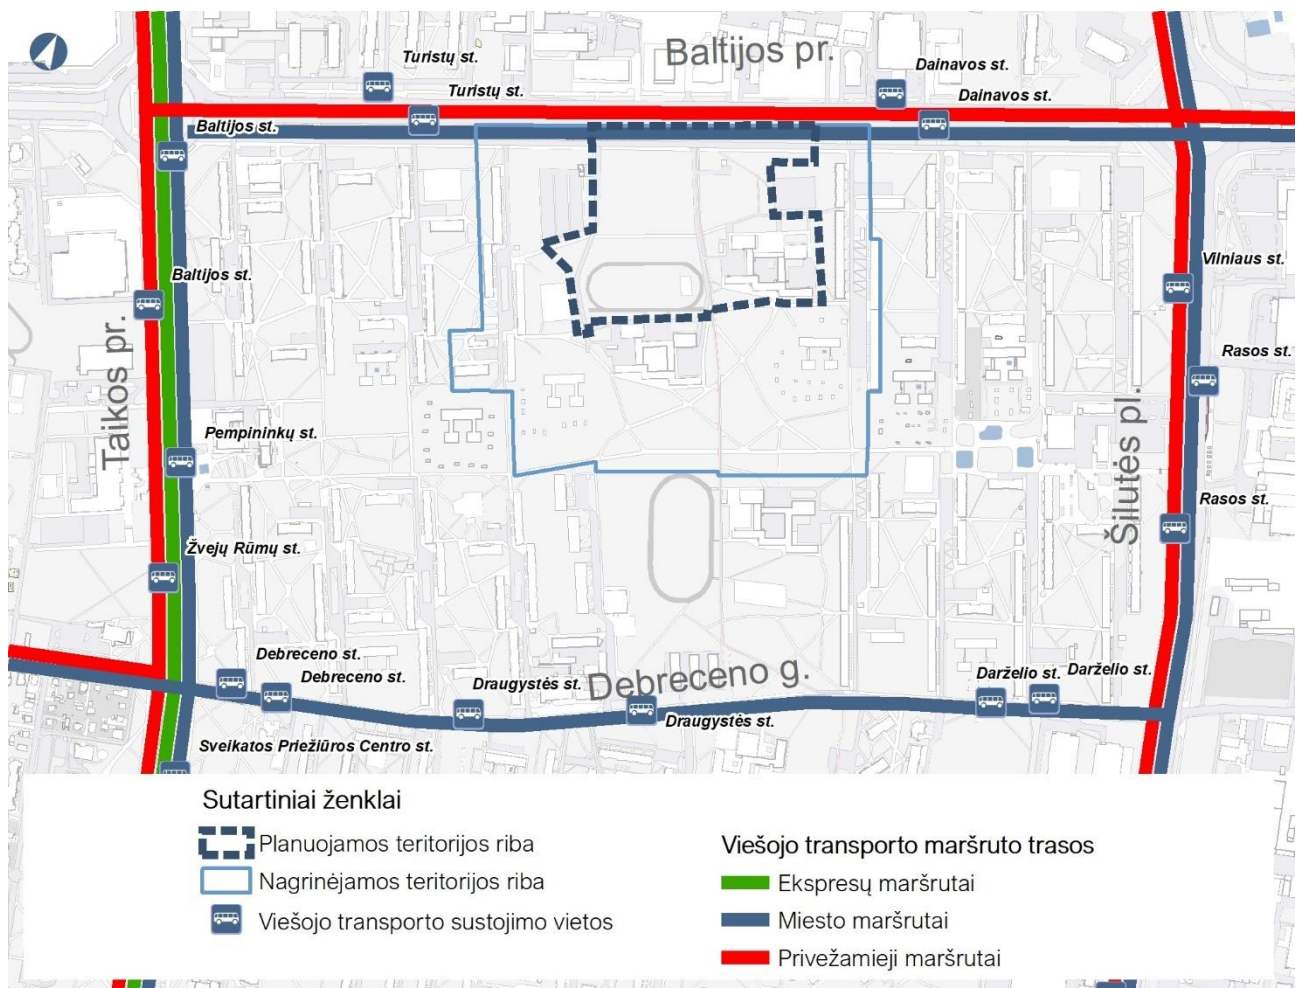 Baltijos pr.
Turistų st.
Dainavos st.
Turistų st.
Dainavos st.
Baltijos st.
Vilniaus st.
Baltijos st.
Taikos pr.
Rasos st.
Šilutės pl.
Pempininkų st.
Rasos st.
Žvejų Rūmų st.
Debreceno st.
Debreceno st.
Draugystės st.
Debreceno g.
Darželio st.
Darželio st.
Draugystės st.
Sveikatos Priežiūros Centro st.
Sutartiniai ženklai
Planuojamos teritorijos riba
Nagrinėjamos teritorijos riba
Viešojo transporto sustojimo vietos
Viešojo transporto maršruto trasos
Ekspresų maršrutai
Miesto maršrutai
Privežamieji maršrutai